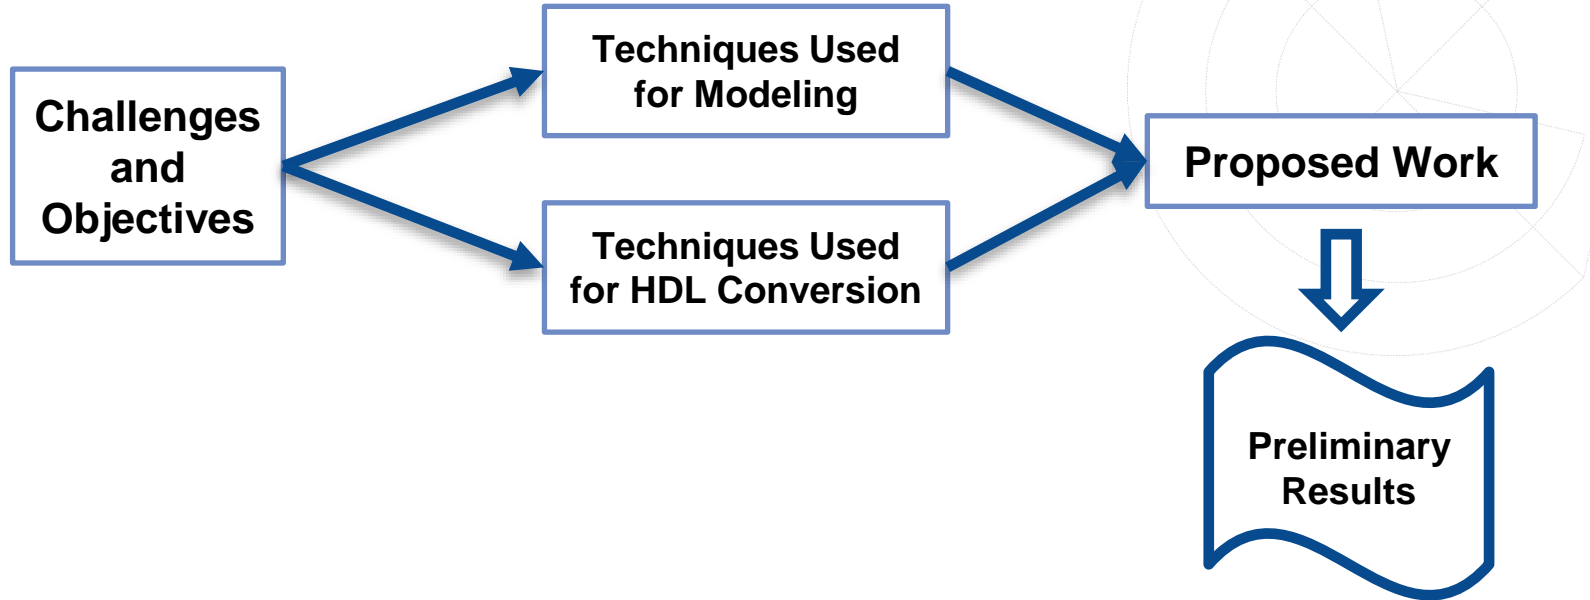 Challenges
and
Objectives
Techniques Used
for Modeling
Techniques Used
for HDL Conversion
Proposed Work
Preliminary
Results